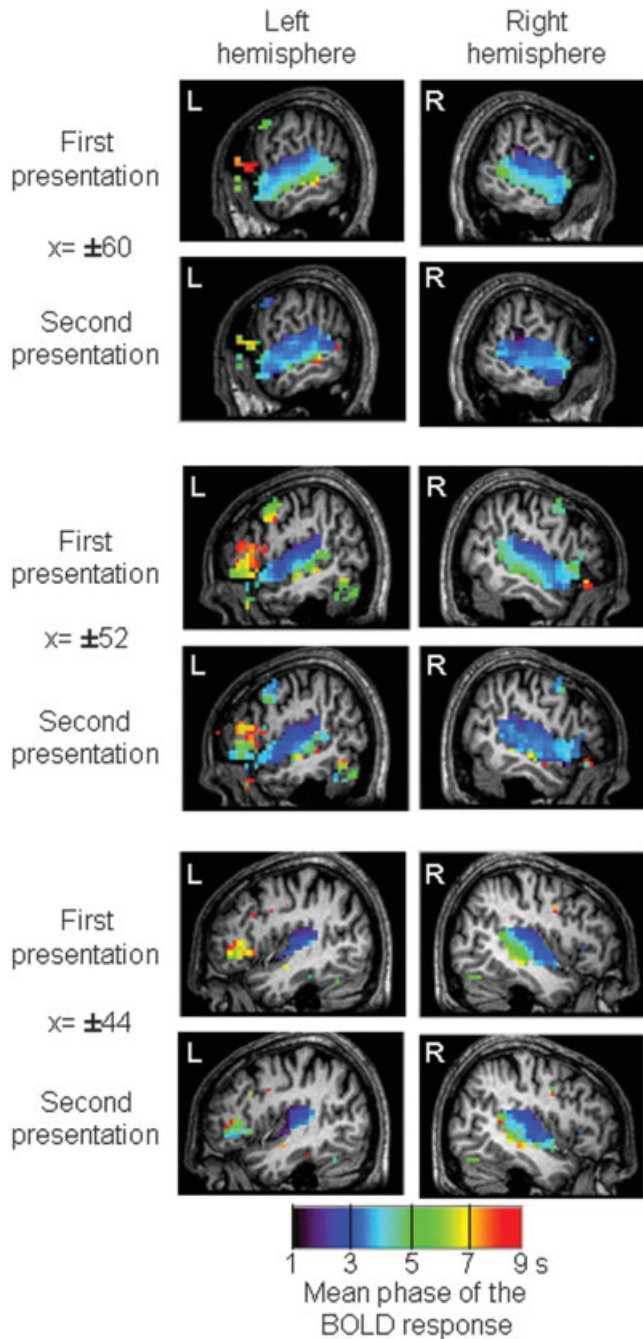 Left
hemisphere
Right
hemisphere
First
presentation
L
R
x= ±60
Second
presentation
L
R
First
presentation
L
R
x= ±52
Second
presentation
L
R
First
presentation
L
R
x= ±44
Second
presentation
L
R
1 3 5 7 9 s
Mean phase of the
BOLD response